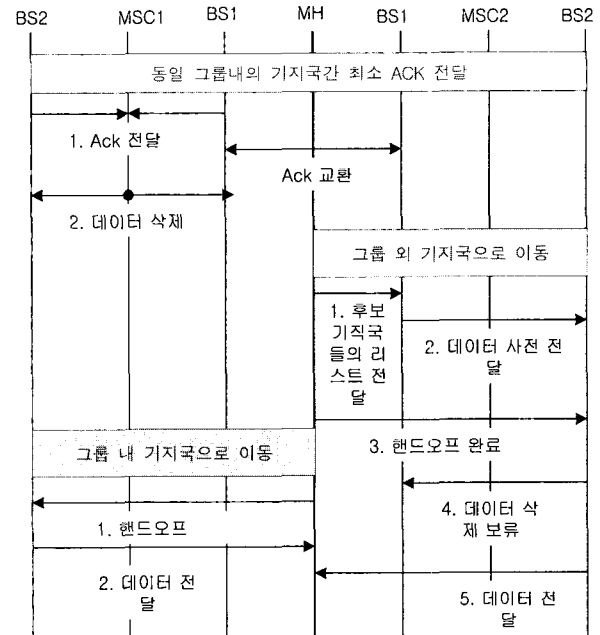 BS2 MSC1 BS1 MH BS1 MSC2 BS2
동일 그룹내의 기지국간 최소 ACK 전달
1. Ack 전달
Ack 교환
2. 데이터 삭제
그룹 외 기지국으로 이동
1. 후보
기직국
들의 리
스트 전
달
2. 데이터 사전 전
달
3. 핸드오프 완료
그룹 내 기지국으로 이동
1. 핸드오프
4. 데이터 삭
제 보류
2. 데이터 전
달
5. 데이터 전
달